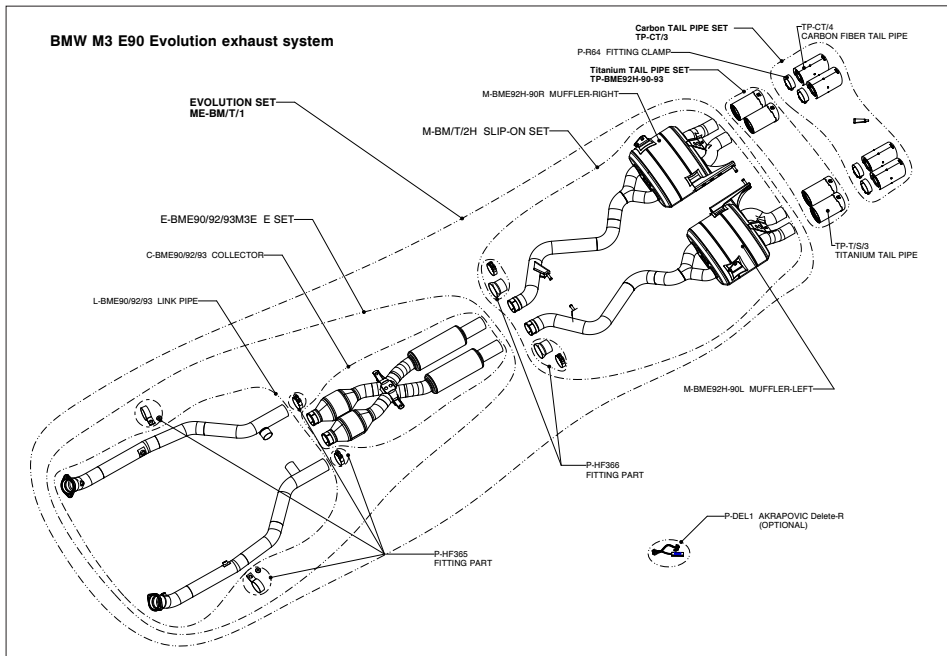 BMW M3 E90 Evolution exhaust system
Carbon TAIL PIPE SET
TP-CT/3
TP-CT/4
CARBON FIBER TAIL PIPE
P-R64 FITTING CLAMP
Titanium TAIL PIPE SET
TP-BME92H-90-93
M-BME92H-90R MUFFLER-RIGHT
EVOLUTION SET
ME-BM/T/1
M-BM/T/2H SLIP-ON SET
E-BME90/92/93M3E E SET
C-BME90/92/93 COLLECTOR
TP-T/S/3
TITANIUM TAIL PIPE
L-BME90/92/93 LINK PIPE
M-BME92H-90L MUFFLER-LEFT
P-HF366
FITTING PART
P-DEL1 AKRAPOVIC Delete-R
(OPTIONAL)
P-HF365
FITTING PART